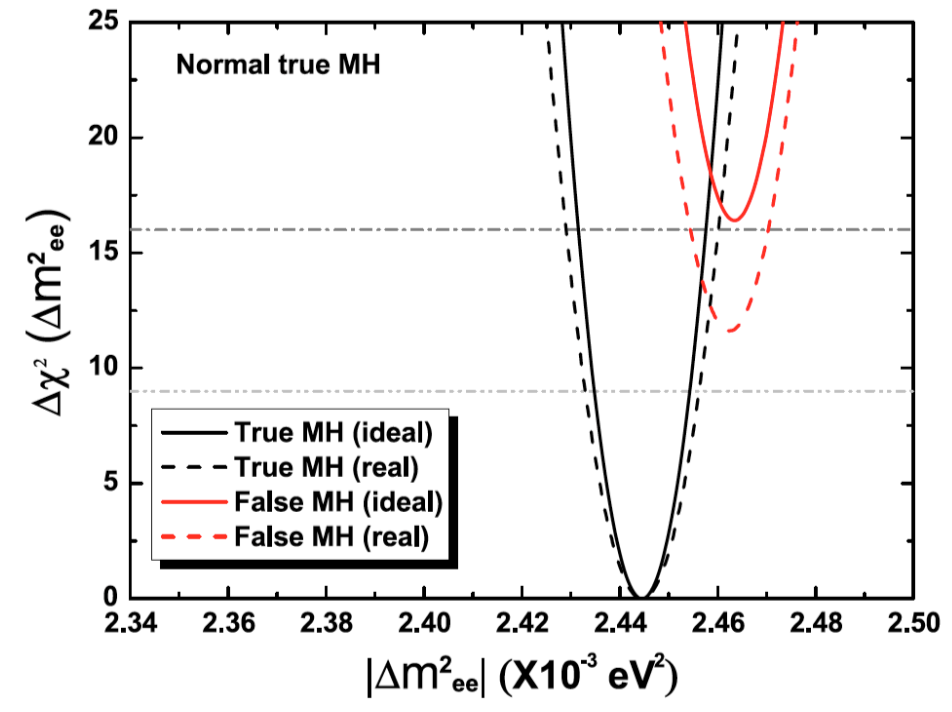 Δχ² (Δm²ee)
25
20
15
10
5
0
Normal true MH
True MH (ideal)
True MH (real)
False MH (ideal)
False MH (real)
2.34 2.36 2.38 2.40 2.42 2.44 2.46 2.48 2.50
|Δm²ee| (X10⁻³ eV²)